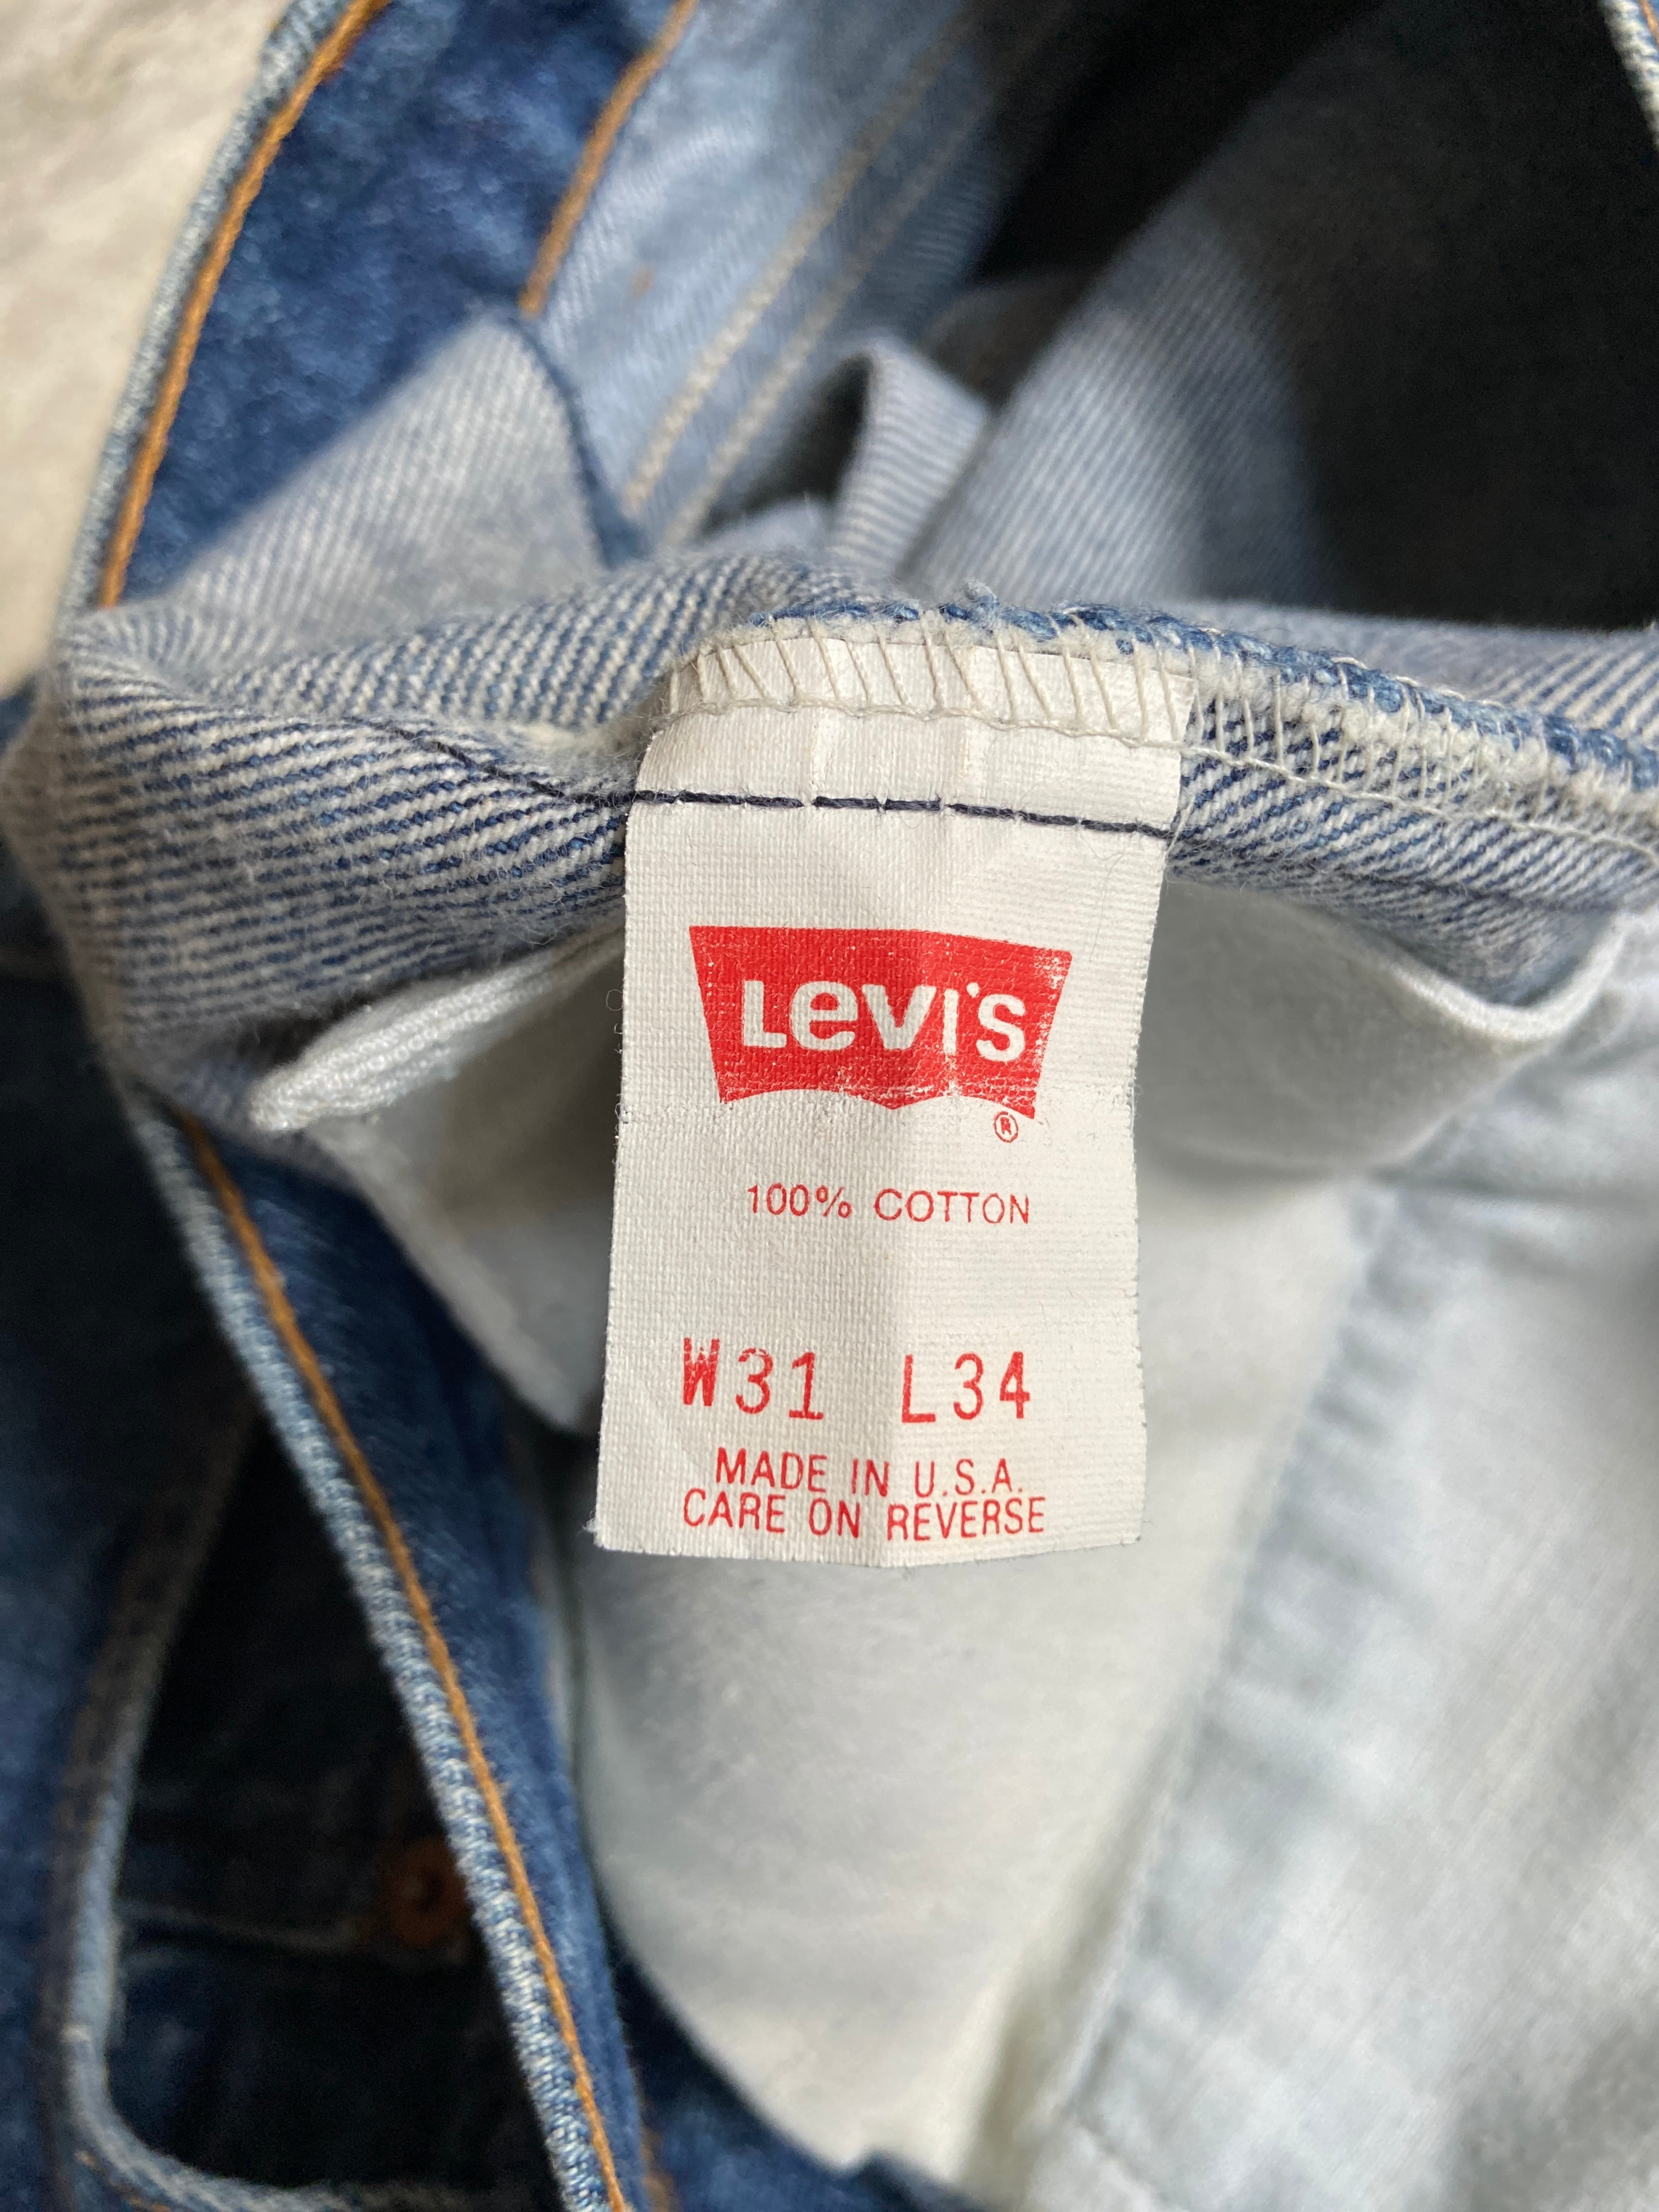 Levi's
®
100% COTTON
W31 L34
MADE IN U.S.A.
CARE ON REVERSE